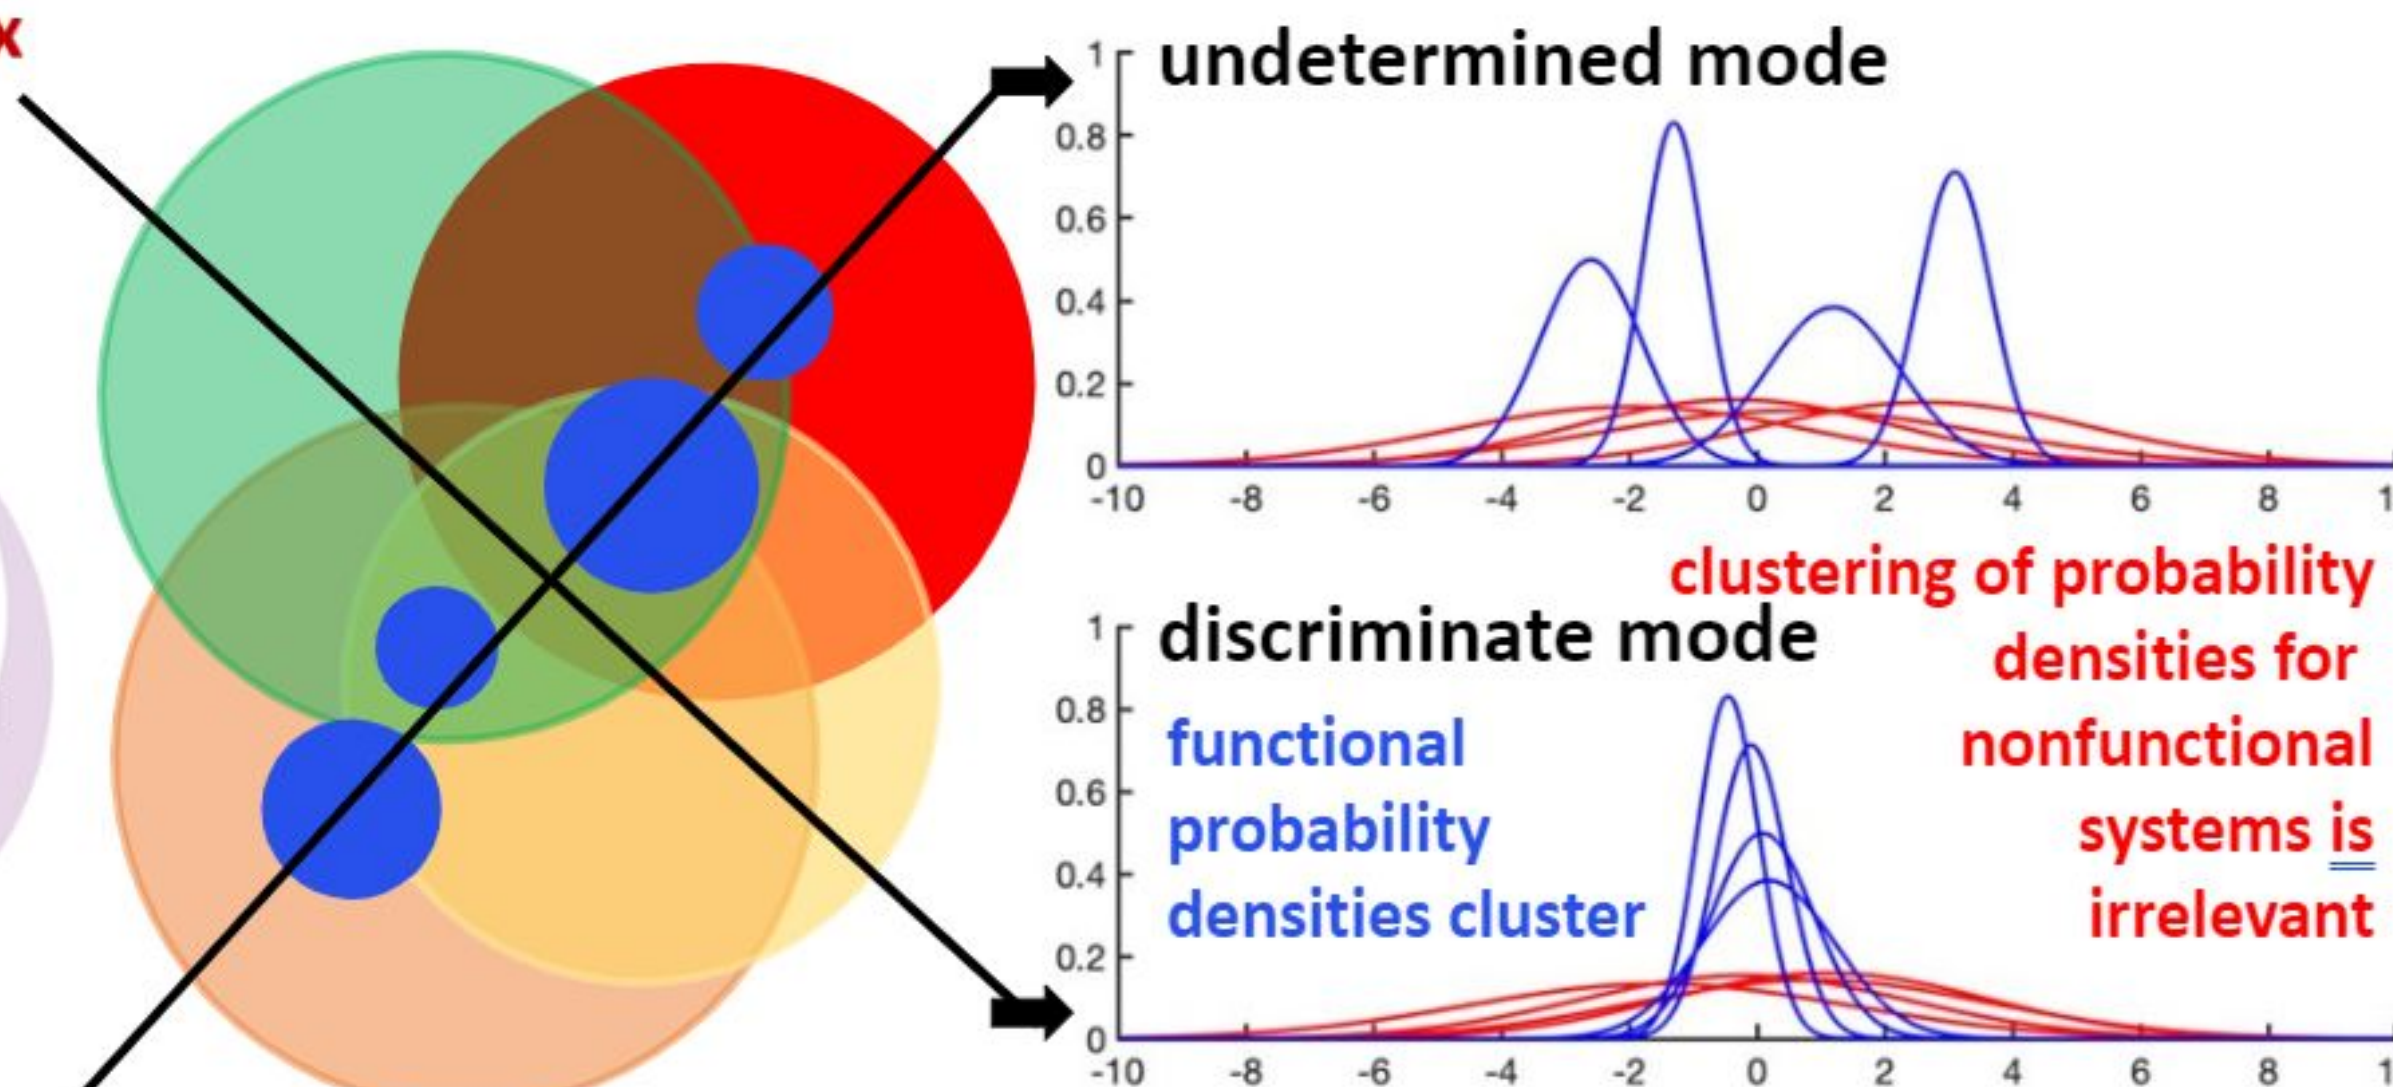 x
undetermined mode
1
0.8
0.6
0.4
0.2
0
-10 -8 -6 -4 -2 0 2 4 6 8 1
clustering of probability
densities for
nonfunctional
systems is
irrelevant
discriminate mode
functional
probability
densities cluster
1
0.8
0.6
0.4
0.2
0
-10 -8 -6 -4 -2 0 2 4 6 8 1